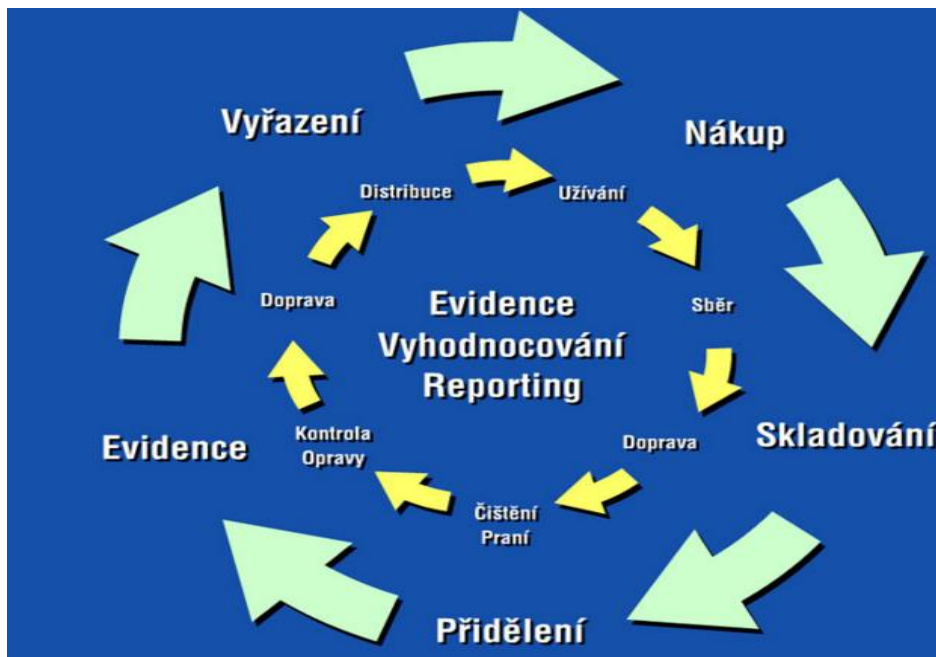 Vyřazení
Nákup
Distribuce
Užívání
Doprava
Sběr
Evidence
Vyhodnocování
Reporting
Evidence
Kontrola
Opravy
Doprava
Skladování
Čištění
Praní
Přidělení